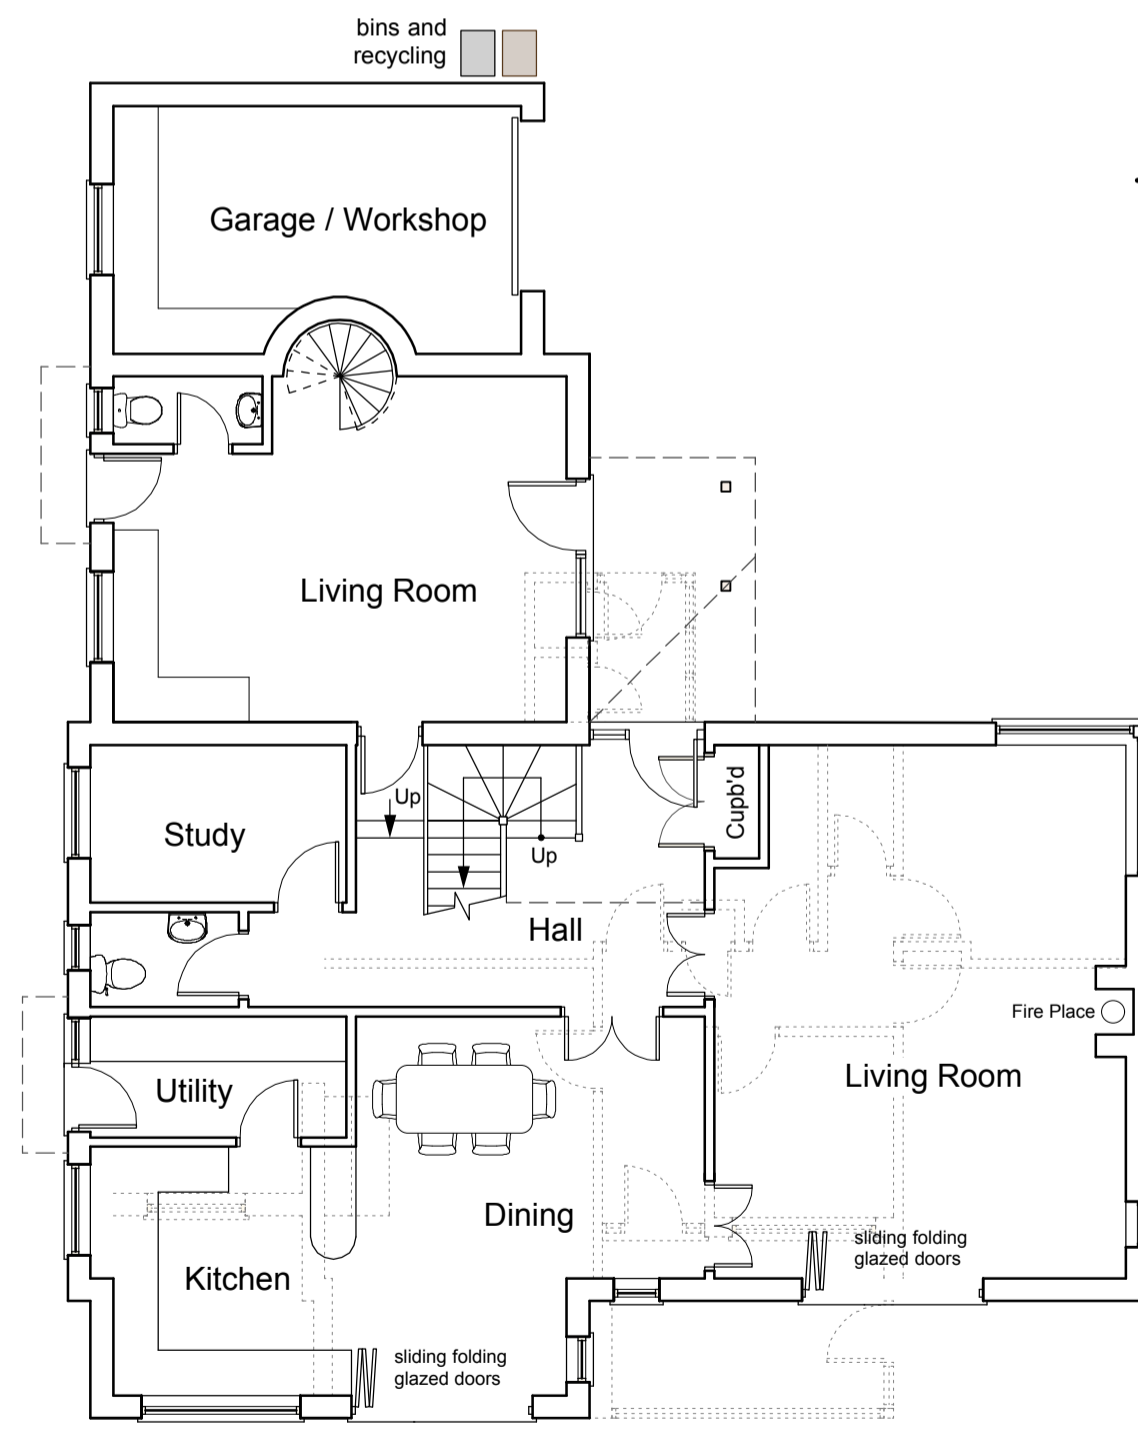 bins and
recycling
Garage / Workshop
Living Room
Up
Study
Up
Cupb'd
Hall
Fire Place
Living Room
Utility
Dining
Kitchen
sliding folding
glazed doors
sliding folding
glazed doors